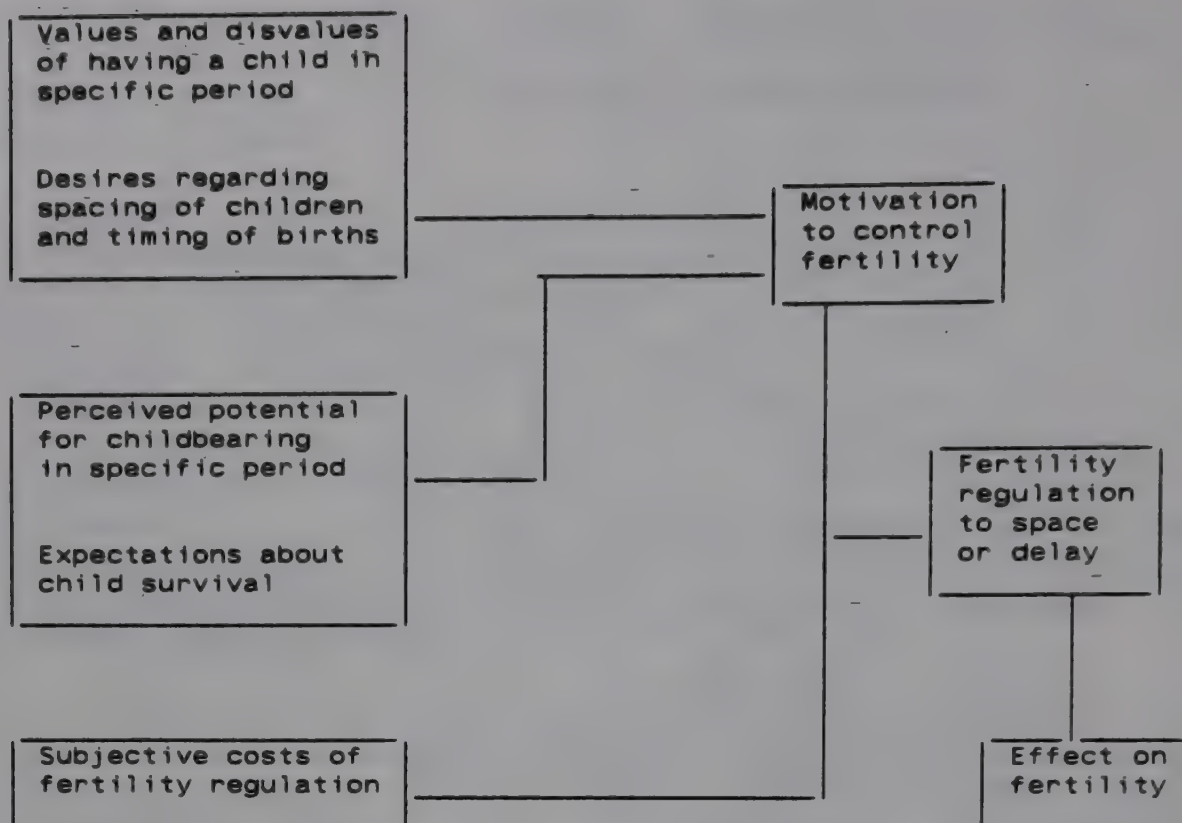 Values and disvalues
of having a child in
specific period
Desires regarding
spacing of children
and timing of births
Motivation
to control
fertility
Perceived potential
for childbearing
in specific period
Expectations about
child survival
Fertility
regulation
to space
or delay
Subjective costs of
fertility regulation
Effect on
fertility